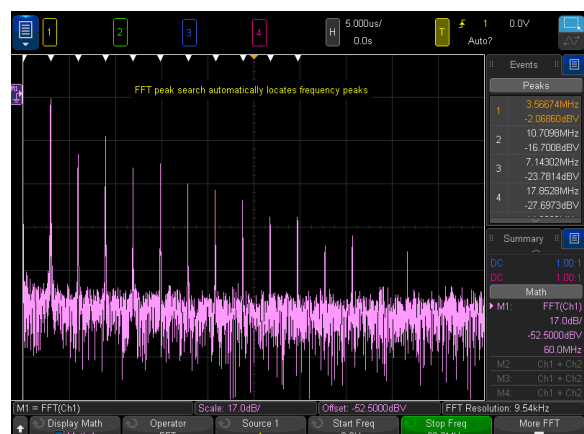 1
2
3
4
H
5.000us/
0.0s
T
1
0.0V
Auto?
FFT peak search automatically locates frequency peaks
Events
Peaks
1
3.56674MHz
-2.06860dBV
2
10.7098MHz
-16.7008dBV
3
7.14302MHz
-23.7814dBV
4
17.8528MHz
-27.6973dBV
Summary
DC
1.00:1
DC
1.00:1
Math
M1:
FFT(Ch1)
17.0dB/
-52.5000dBV
60.0MHz
M2:
Ch1 + Ch2
M3:
Ch1 + Ch2
M4:
Ch1 + Ch2
M1 = FFT(Ch1)
Scale: 17.0dB/
Offset: -52.5000dBV
FFT Resolution: 9.54kHz
Display Math
Operator
Source 1
Start Freq
Stop Freq
More FFT